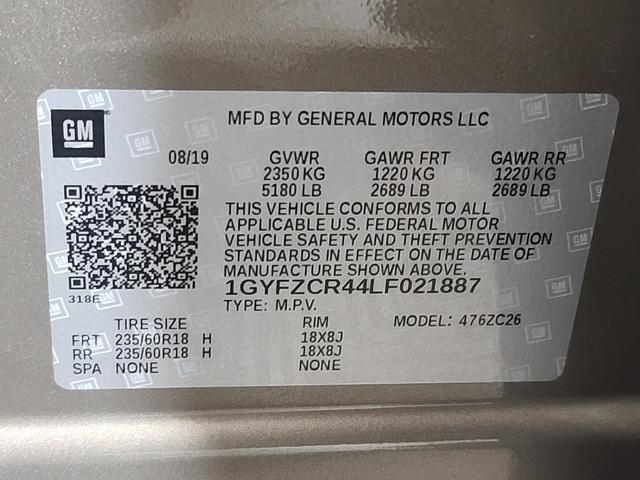 GM
MFD BY GENERAL MOTORS LLC
08/19 GVWR GAWR FRT GAWR RR
2350 KG 1220 KG 1220 KG
5180 LB 2689 LB 2689 LB
THIS VEHICLE CONFORMS TO ALL
APPLICABLE U.S. FEDERAL MOTOR
VEHICLE SAFETY AND THEFT PREVENTION
STANDARDS IN EFFECT ON THE DATE OF
MANUFACTURE SHOWN ABOVE.
318E
1GYFZCR44LF021887
TYPE: M.P.V.
TIRE SIZE RIM MODEL: 476ZC26
FRT 235/60R18 H 18X8J
RR 235/60R18 H 18X8J
SPA NONE NONE